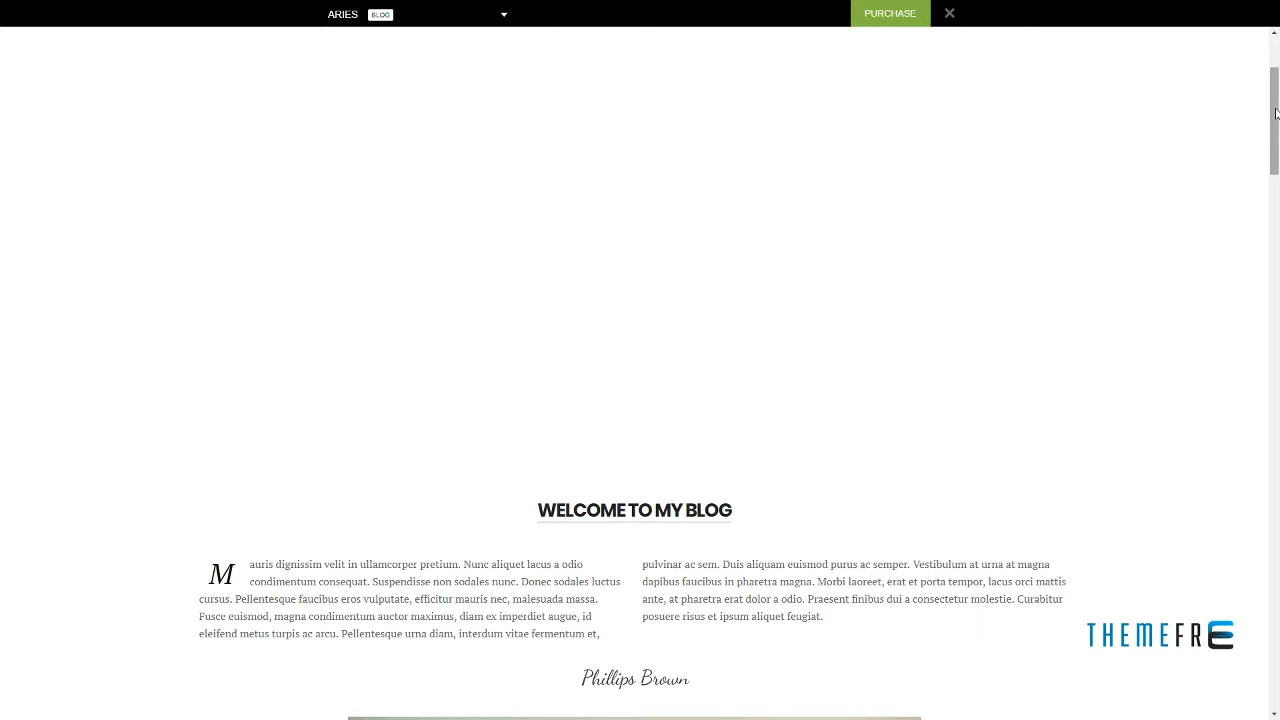 ARIES BLOG
PURCHASE
WELCOME TO MY BLOG
Mauris dignissim velit in ullamcorper pretium. Nunc aliquet lacus a odio
condimentum consequat. Suspendisse non sodales nunc. Donec sodales luctus
cursus. Pellentesque faucibus eros vulputate, efficitur mauris nec, malesuada massa.
Fusce euismod, magna condimentum auctor maximus, diam ex imperdiet augue, id
eleifend metus turpis ac arcu. Pellentesque urna diam, interdum vitae fermentum et,
pulvinar ac sem. Duis aliquam euismod purus ac semper. Vestibulum at urna at magna
dapibus faucibus in pharetra magna. Morbi laoreet, erat et porta tempor, lacus orci mattis
ante, at pharetra erat dolor a odio. Praesent finibus dui a consectetur molestie. Curabitur
posuere risus et ipsum aliquet feugiat.
Phillips Brown
THEMEFRE